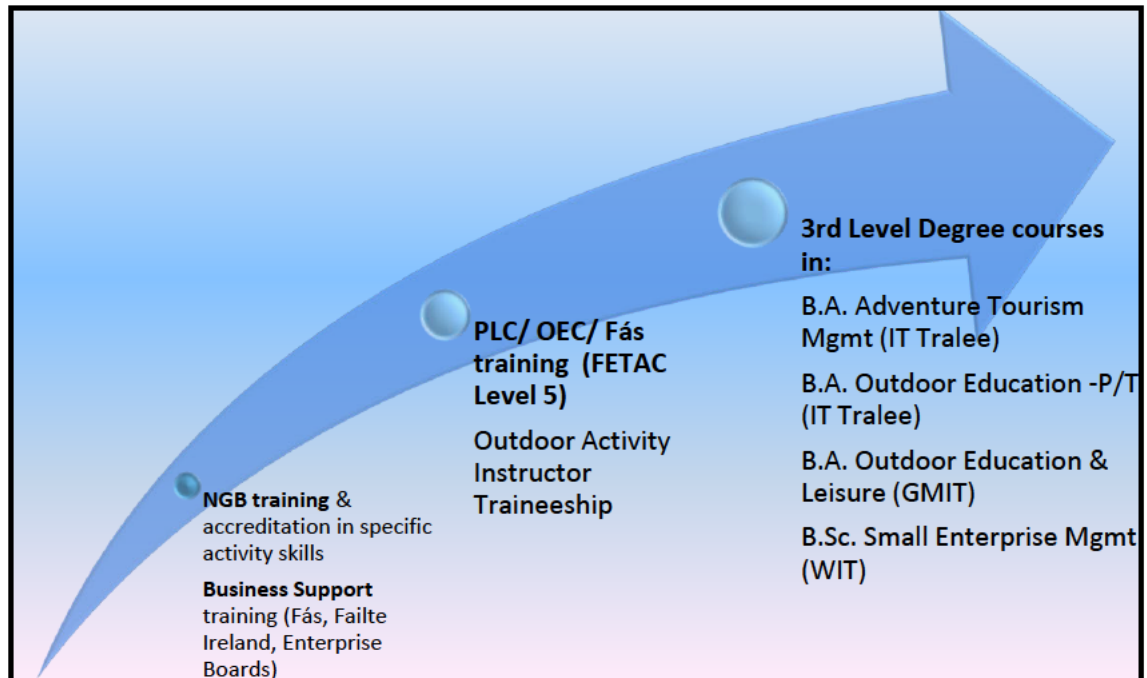 NGB training &
accreditation in specific
activity skills
Business Support
training (Fás, Failte
Ireland, Enterprise
Boards)
PLC/ OEC/ Fás
training (FETAC
Level 5)
Outdoor Activity
Instructor
Traineeship
3rd Level Degree courses
in:
B.A. Adventure Tourism
Mgmt (IT Tralee)
B.A. Outdoor Education -P/T
(IT Tralee)
B.A. Outdoor Education &
Leisure (GMIT)
B.Sc. Small Enterprise Mgmt
(WIT)